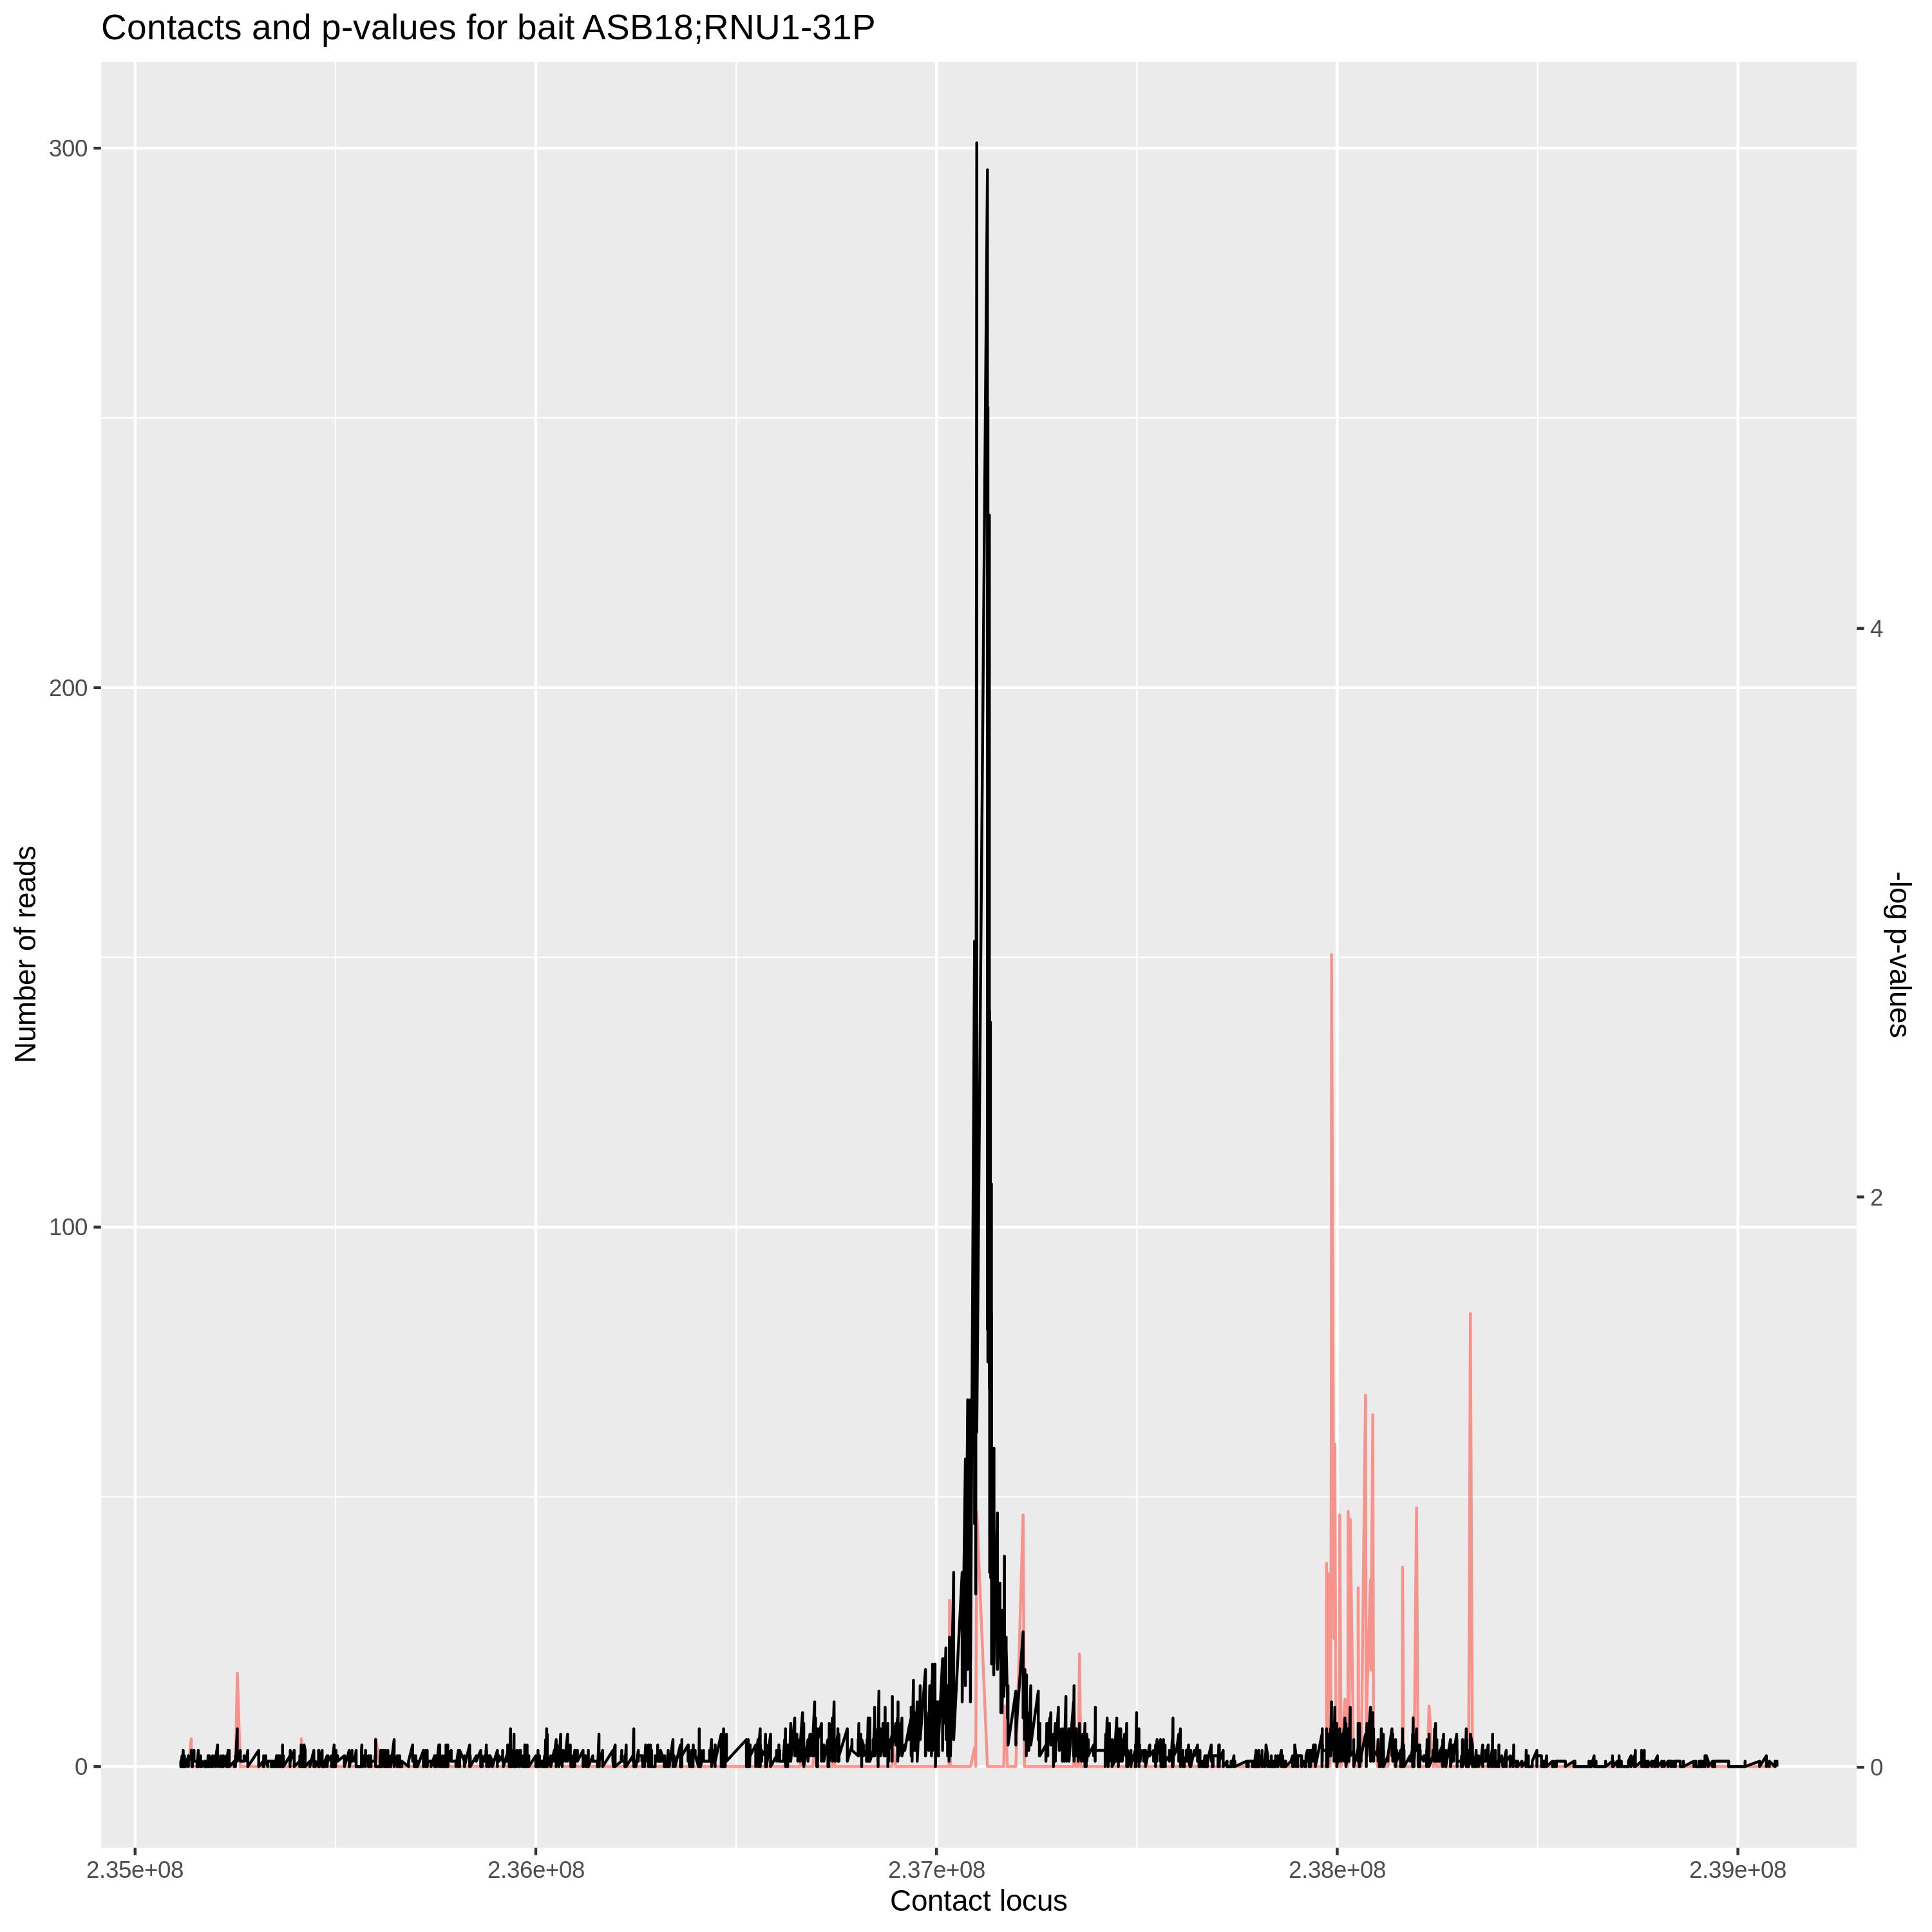 Contacts and p-values for bait ASB18;RNU1-31P
300
200
100
0
Number of reads
4
2
0
-log p-values
2.35e+08
2.36e+08
2.37e+08
2.38e+08
2.39e+08
Contact locus